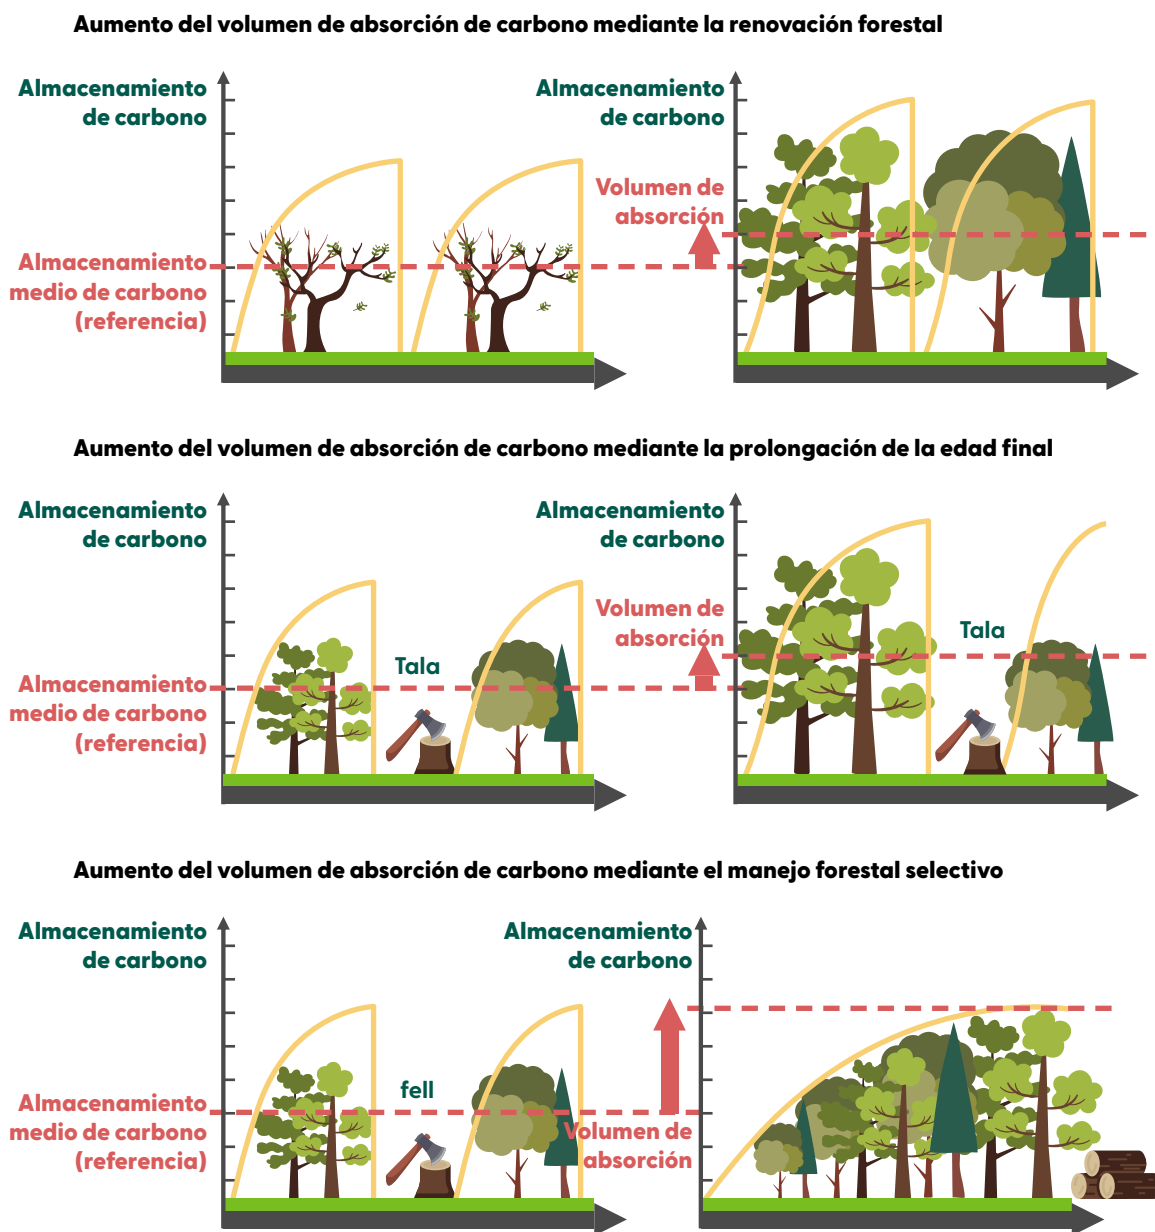 Aumento del volumen de absorción de carbono mediante la renovación forestal
Almacenamiento
de carbono
Almacenamiento
medio de carbono
(referencia)
Almacenamiento
de carbono
Volumen de
absorción
Aumento del volumen de absorción de carbono mediante la prolongación de la edad final
Almacenamiento
de carbono
Tala
Almacenamiento
medio de carbono
(referencia)
Almacenamiento
de carbono
Volumen de
absorción
Tala
Aumento del volumen de absorción de carbono mediante el manejo forestal selectivo
Almacenamiento
de carbono
fell
Almacenamiento
medio de carbono
(referencia)
Almacenamiento
de carbono
Volumen de
absorción